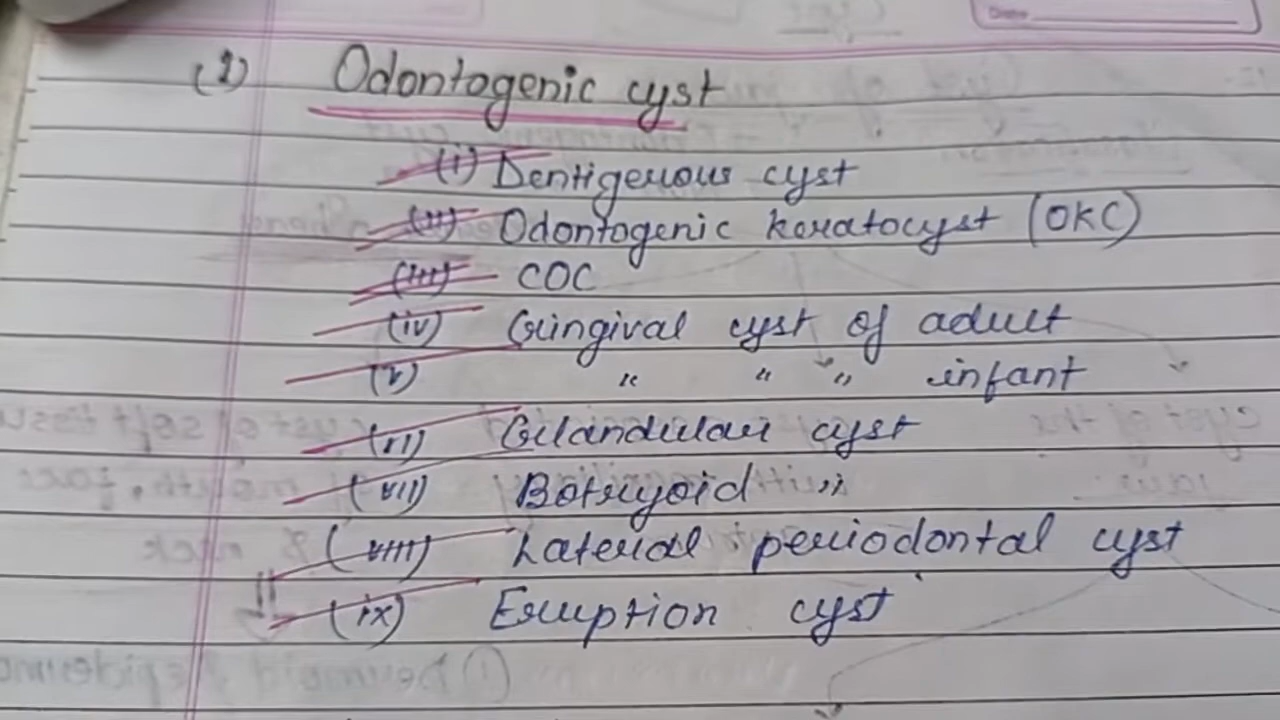 (1) Odontogenic cyst
(i) Dentigerous cyst
(ii) Odontogenic keratocyst (OKC)
(iii) COC
(iv) Gingival cyst of adult
(v) " " " infant
(vi) Glandular cyst
(vii) Botryoid "
(viii) Lateral periodontal cyst
(ix) Eruption cyst